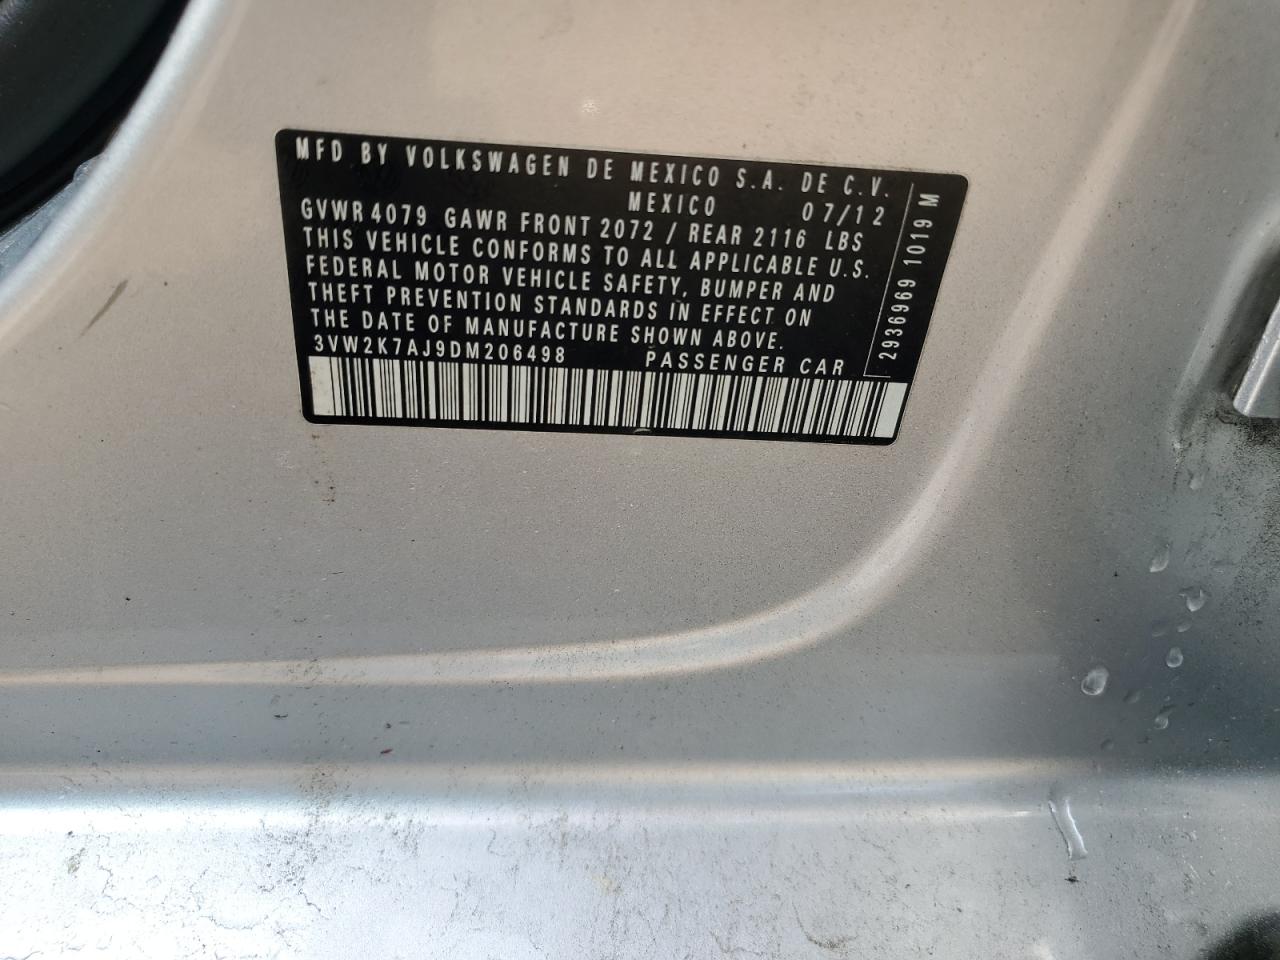 MFD BY VOLKSWAGEN DE MEXICO S.A. DE C.V.
MEXICO 07/12
GVWR 4079 GAWR FRONT 2072 / REAR 2116 LBS
THIS VEHICLE CONFORMS TO ALL APPLICABLE U.S.
FEDERAL MOTOR VEHICLE SAFETY, BUMPER AND
THEFT PREVENTION STANDARDS IN EFFECT ON
THE DATE OF MANUFACTURE SHOWN ABOVE.
3VW2K7AJ9DM206498 PASSENGER CAR
2936969 1019 M